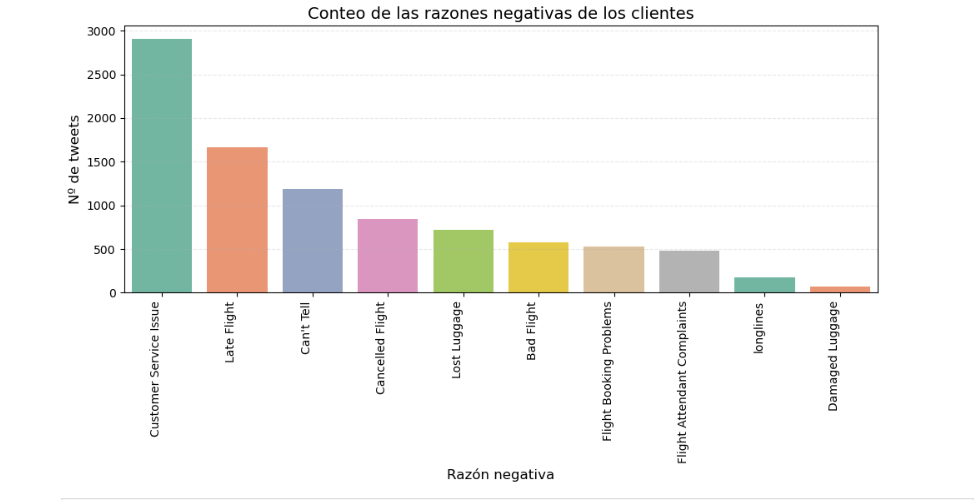 Conteo de las razones negativas de los clientes
3000
2500
2000
1500
1000
500
0
Nº de tweets
Customer Service Issue
Late Flight
Can't Tell
Cancelled Flight
Lost Luggage
Bad Flight
Flight Booking Problems
Flight Attendant Complaints
longlines
Damaged Luggage
Razón negativa